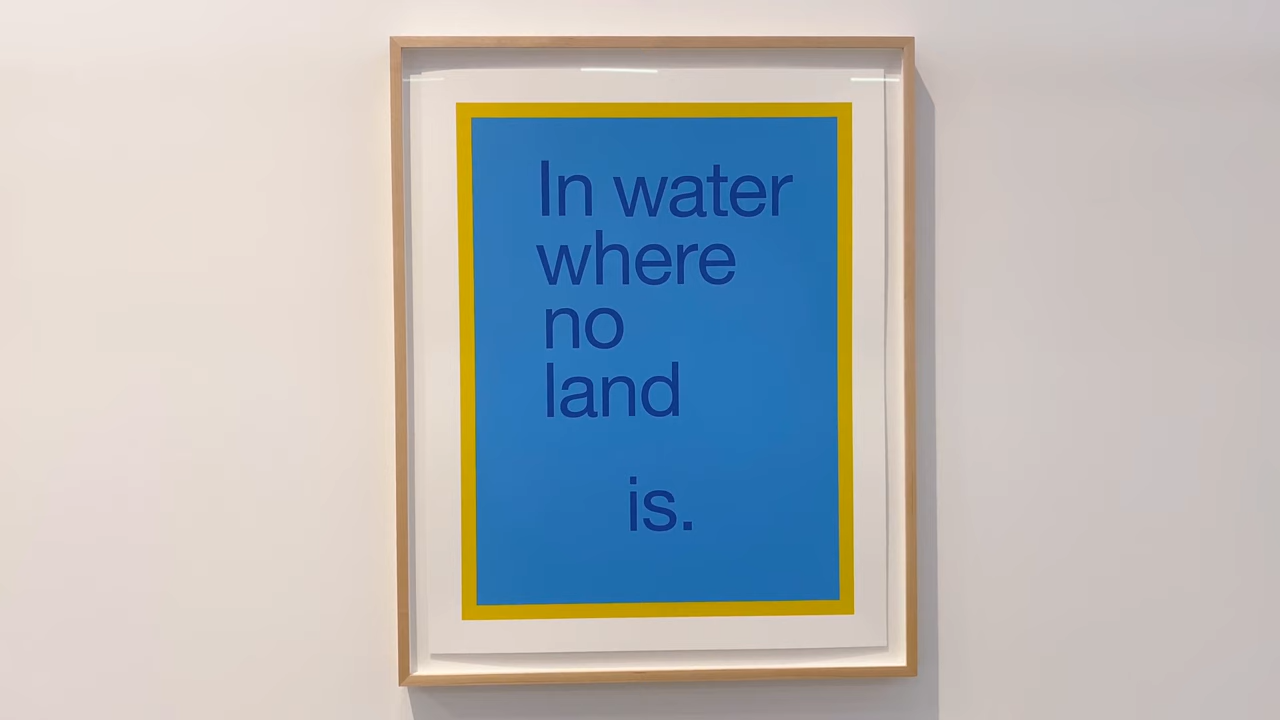 In water
where
no
land
is.